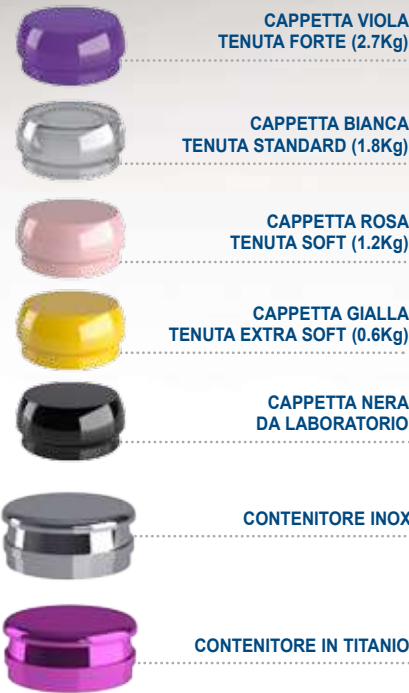 CAPPETTA VIOLA
TENUTA FORTE (2.7Kg)
CAPPETTA BIANCA
TENUTA STANDARD (1.8Kg)
CAPPETTA ROSA
TENUTA SOFT (1.2Kg)
CAPPETTA GIALLA
TENUTA EXTRA SOFT (0.6Kg)
CAPPETTA NERA
DA LABORATORIO
CONTENITORE INOX
CONTENITORE IN TITANIO